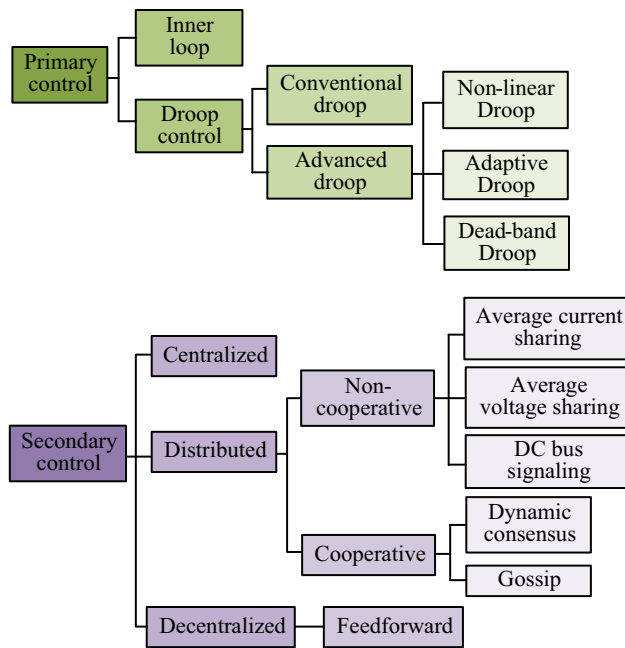 Primary
control
Inner
loop
Droop
control
Conventional
droop
Advanced
droop
Non-linear
Droop
Adaptive
Droop
Dead-band
Droop
Secondary
control
Centralized
Distributed
Decentralized
Non-
cooperative
Cooperative
Feedforward
Average current
sharing
Average
voltage sharing
DC bus
signaling
Dynamic
consensus
Gossip